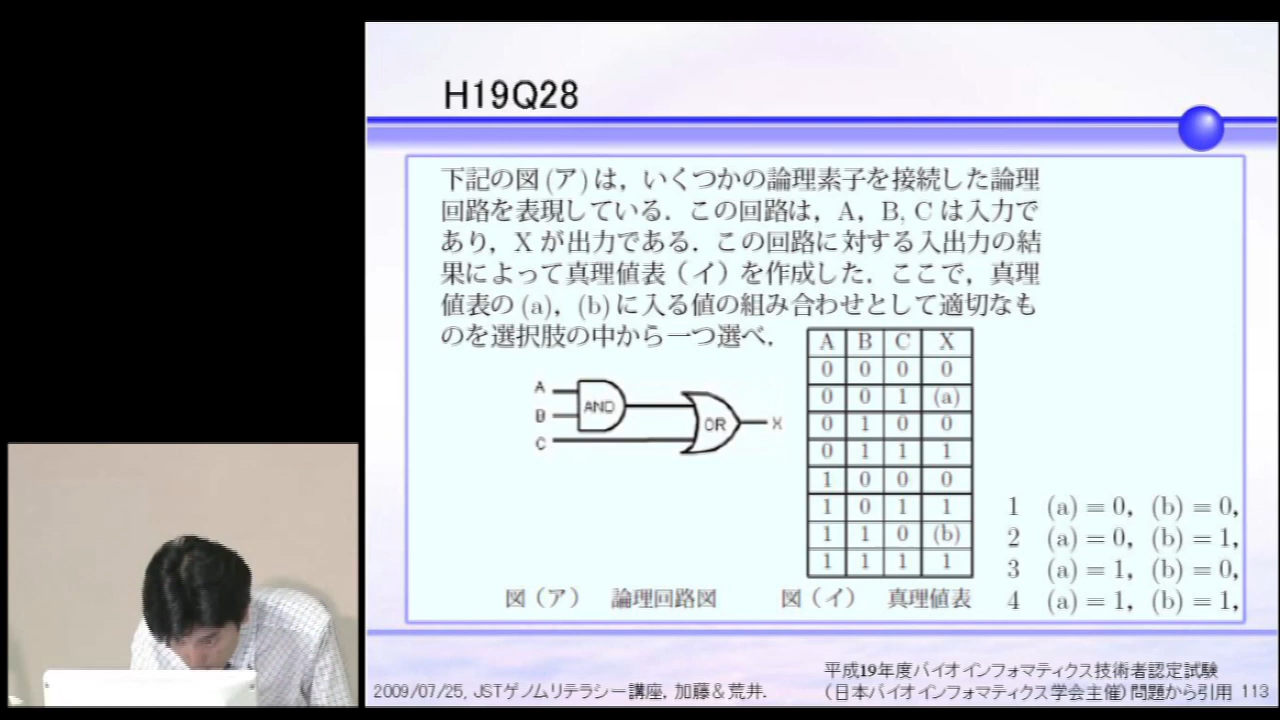 H19Q28
下記の図(ア)は，いくつかの論理素子を接続した論理
回路を表現している．この回路は，A，B, C は入力で
あり，X が出力である．この回路に対する入出力の結
果によって真理値表（イ）を作成した．ここで，真理
値表の (a)，(b) に入る値の組み合わせとして適切なも
のを選択肢の中から一つ選べ．
A
B
C
AND
OR
X
A B C X
0 0 0 0
0 0 1 (a)
0 1 0 0
0 1 1 1
1 0 0 0
1 0 1 1
1 1 0 (b)
1 1 1 1
1 (a) = 0, (b) = 0,
2 (a) = 0, (b) = 1,
3 (a) = 1, (b) = 0,
4 (a) = 1, (b) = 1,
図（ア） 論理回路図
図（イ） 真理値表
平成19年度バイオインフォマティクス技術者認定試験
（日本バイオインフォマティクス学会主催）問題から引用 113
2009/07/25, JSTゲノムリテラシー講座, 加藤＆荒井.